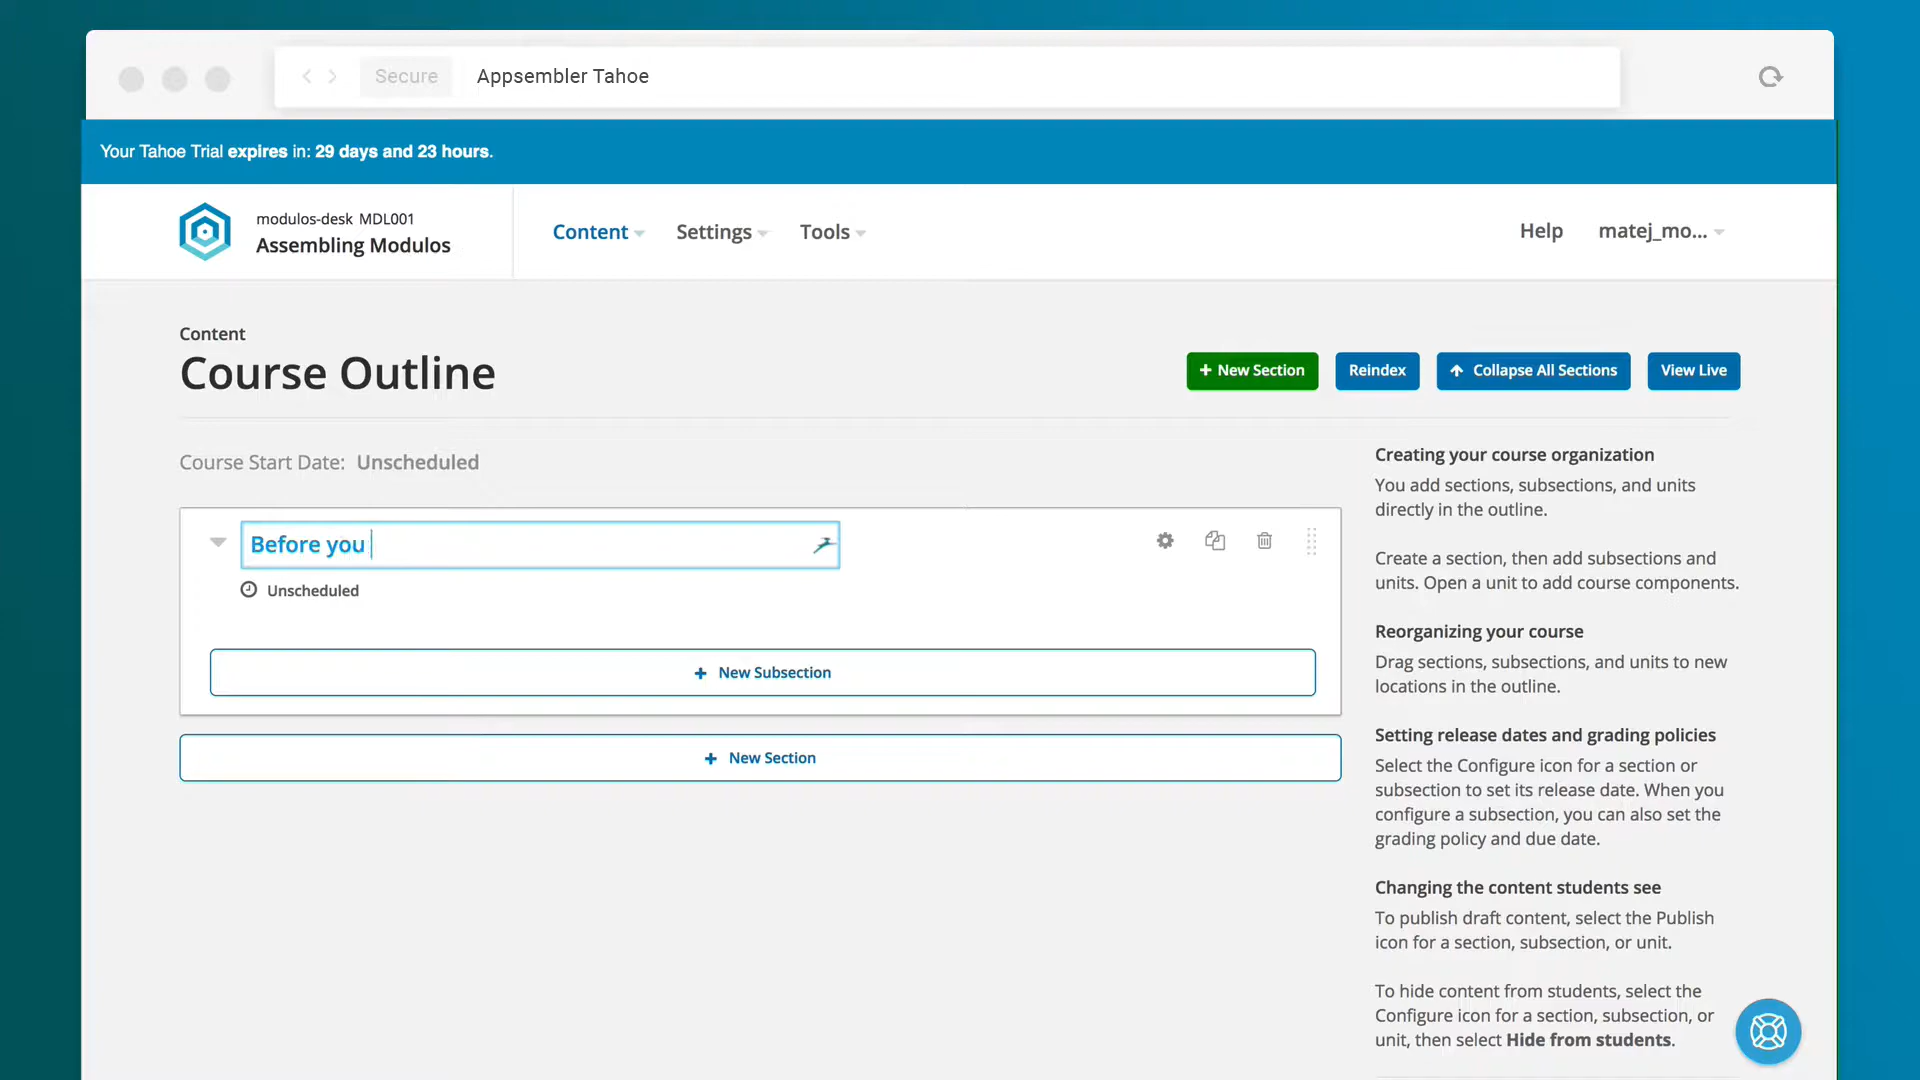 Secure
Appsembler Tahoe
Your Tahoe Trial expires in: 29 days and 23 hours.
modulos-desk MDL001
Assembling Modulos
Content
Settings
Tools
Help
matej_mo...
Content
Course Outline
+ New Section
Reindex
Collapse All Sections
View Live
Course Start Date: Unscheduled
Before you
Unscheduled
+ New Subsection
+ New Section
Creating your course organization
You add sections, subsections, and units
directly in the outline.
Create a section, then add subsections and
units. Open a unit to add course components.
Reorganizing your course
Drag sections, subsections, and units to new
locations in the outline.
Setting release dates and grading policies
Select the Configure icon for a section or
subsection to set its release date. When you
configure a subsection, you can also set the
grading policy and due date.
Changing the content students see
To publish draft content, select the Publish
icon for a section, subsection, or unit.
To hide content from students, select the
Configure icon for a section, subsection, or
unit, then select Hide from students.